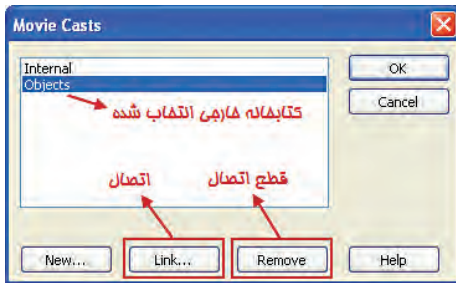 Movie Casts
Internal
Objects
OK
Cancel
کتابخانه خارجی انتخاب شده
اتصال
قطع اتصال
New...
Link...
Remove
Help